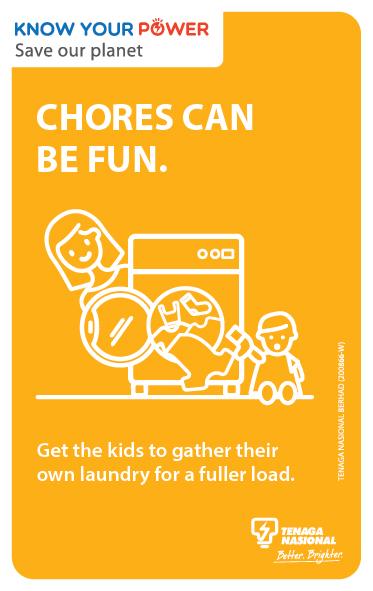 KNOW YOUR POWER
Save our planet
CHORES CAN
BE FUN.
TENAGA NASIONAL BERHAD (200866-W)
Get the kids to gather their
own laundry for a fuller load.
TENAGA
NASIONAL
Better. Brighter.